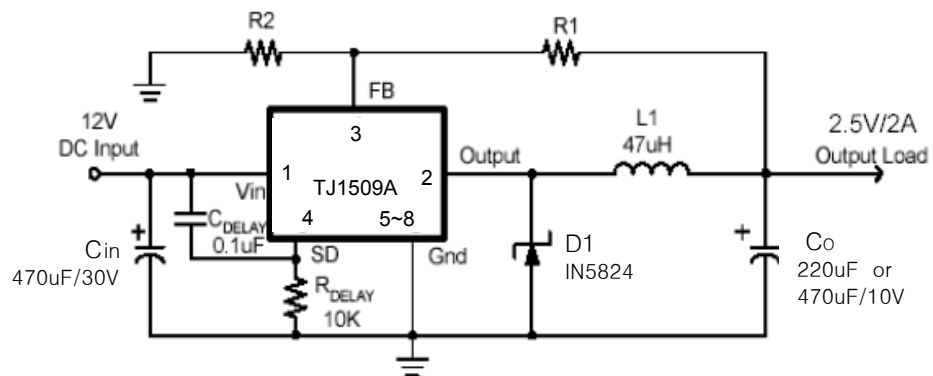 R2
R1
FB
12V
DC Input
3
L1
47uH
2.5V/2A
Output Load
Output
Vin
1
TJ1509A
2
4
5~8
CDELAY
0.1uF
SD
Gnd
Cin
470uF/30V
RDELAY
10K
D1
IN5824
Co
220uF or
470uF/10V
+
+